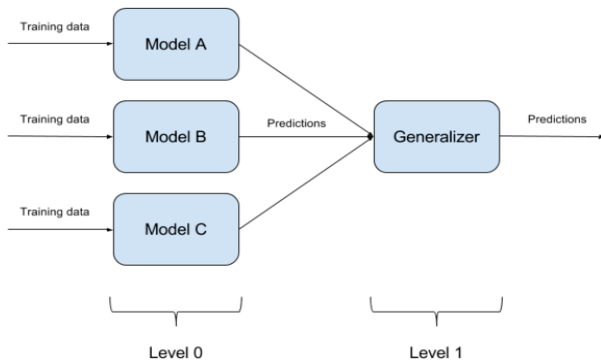 Training data
Model A
Training data
Model B
Predictions
Generalizer
Predictions
Training data
Model C
Level 0
Level 1